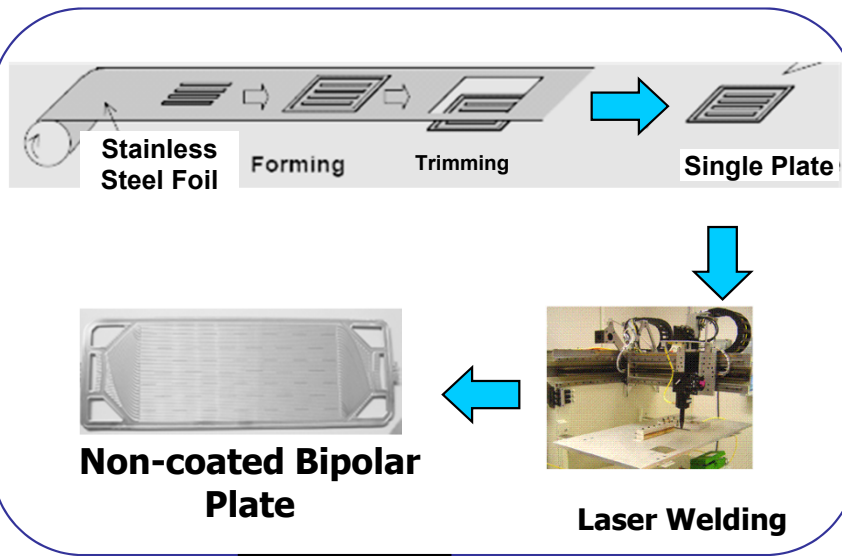 Stainless
Steel Foil
Forming
Trimming
Single Plate
Non-coated Bipolar
Plate
Laser Welding